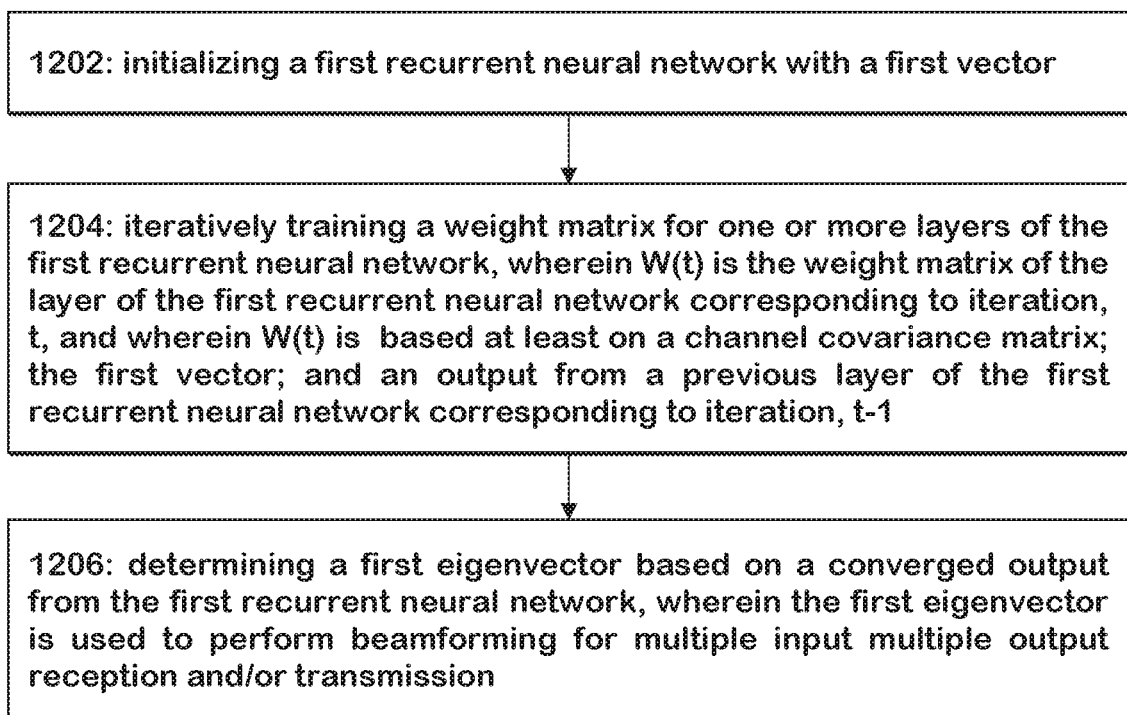 1202: initializing a first recurrent neural network with a first vector
1204: iteratively training a weight matrix for one or more layers of the
first recurrent neural network, wherein W(t) is the weight matrix of the
layer of the first recurrent neural network corresponding to iteration,
t, and wherein W(t) is based at least on a channel covariance matrix;
the first vector; and an output from a previous layer of the first
recurrent neural network corresponding to iteration, t-1
1206: determining a first eigenvector based on a converged output
from the first recurrent neural network, wherein the first eigenvector
is used to perform beamforming for multiple input multiple output
reception and/or transmission